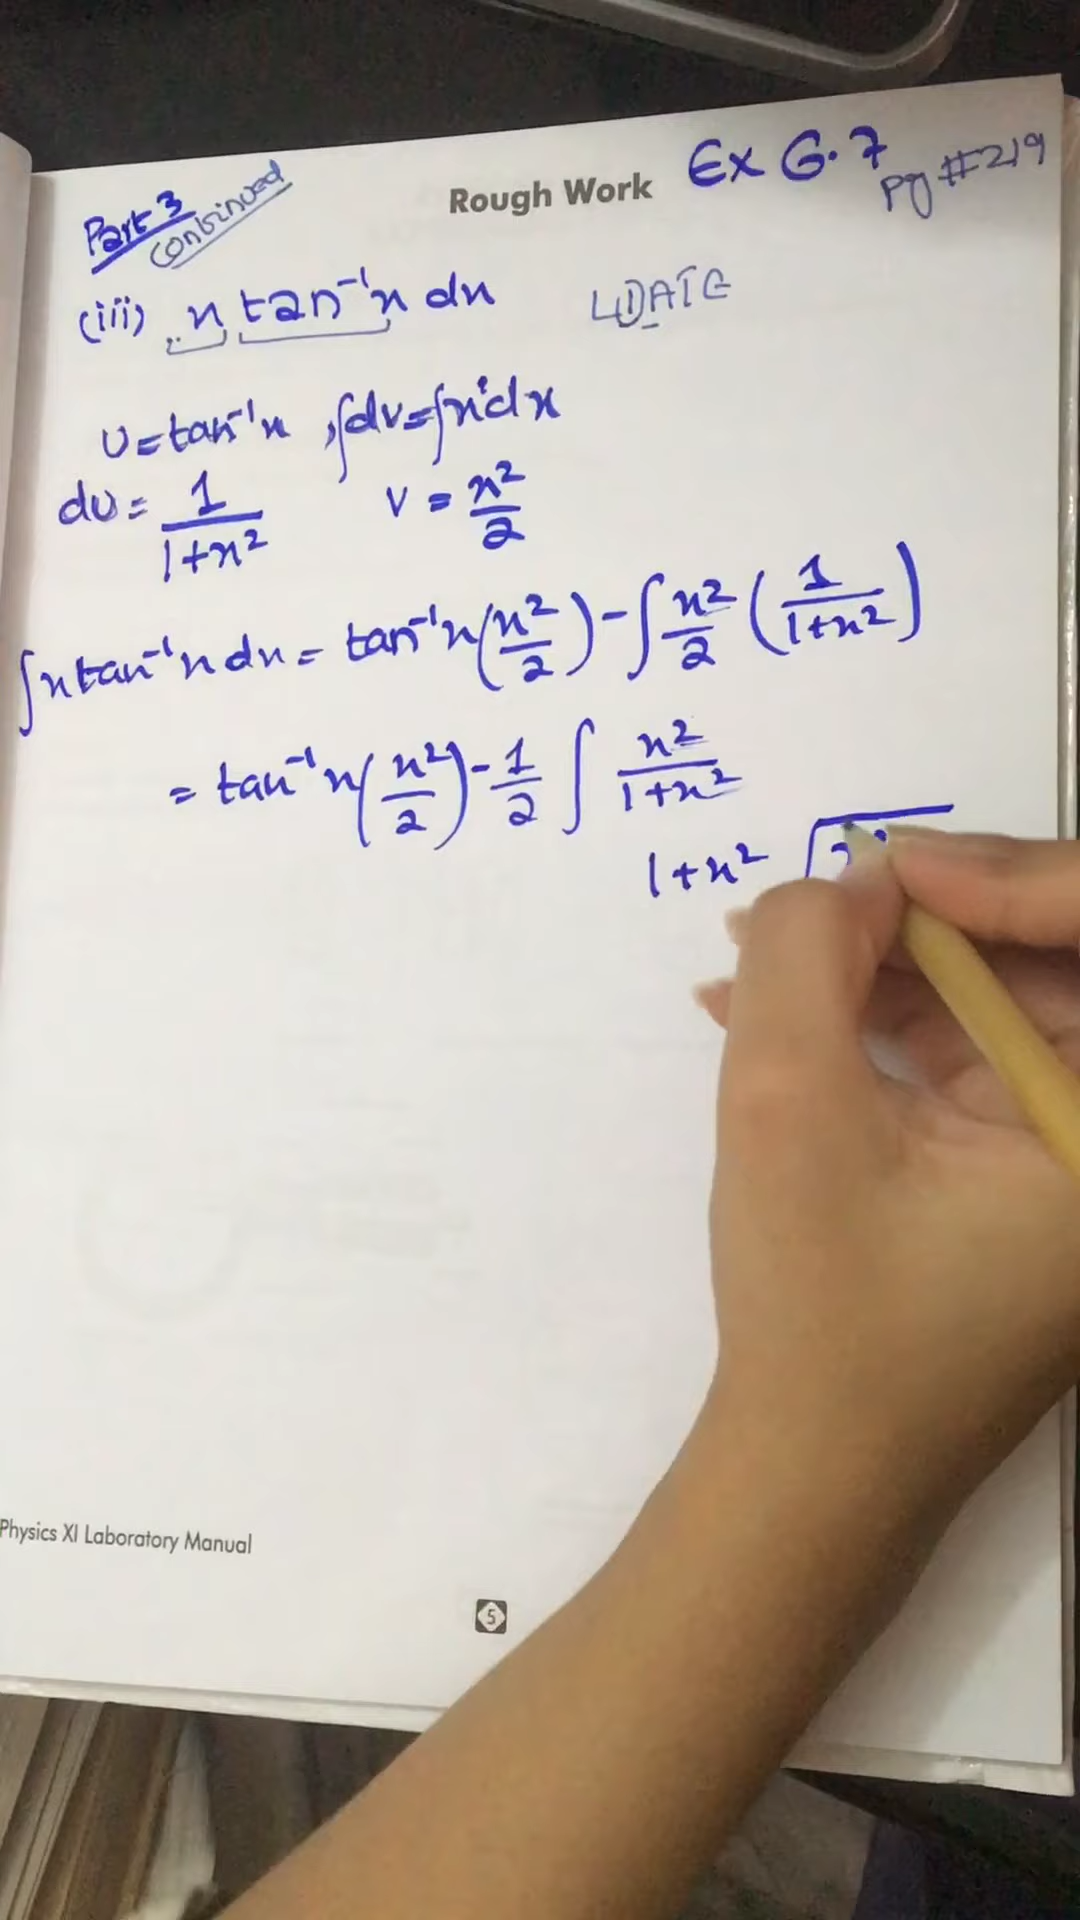 Part 3
continued
Rough Work
Ex 6.7
Pg #219
(iii) x tan⁻¹x dx
LIATE
U=tan⁻¹x , ∫dv=∫x¹dx
du = 1/1+x²
v = x²/2
∫x tan⁻¹x dx = tan⁻¹x(x²/2) - ∫x²/2 (1/1+x²)
= tan⁻¹x(x²/2) - 1/2 ∫ x²/1+x²
1+x²
Physics XI Laboratory Manual
5